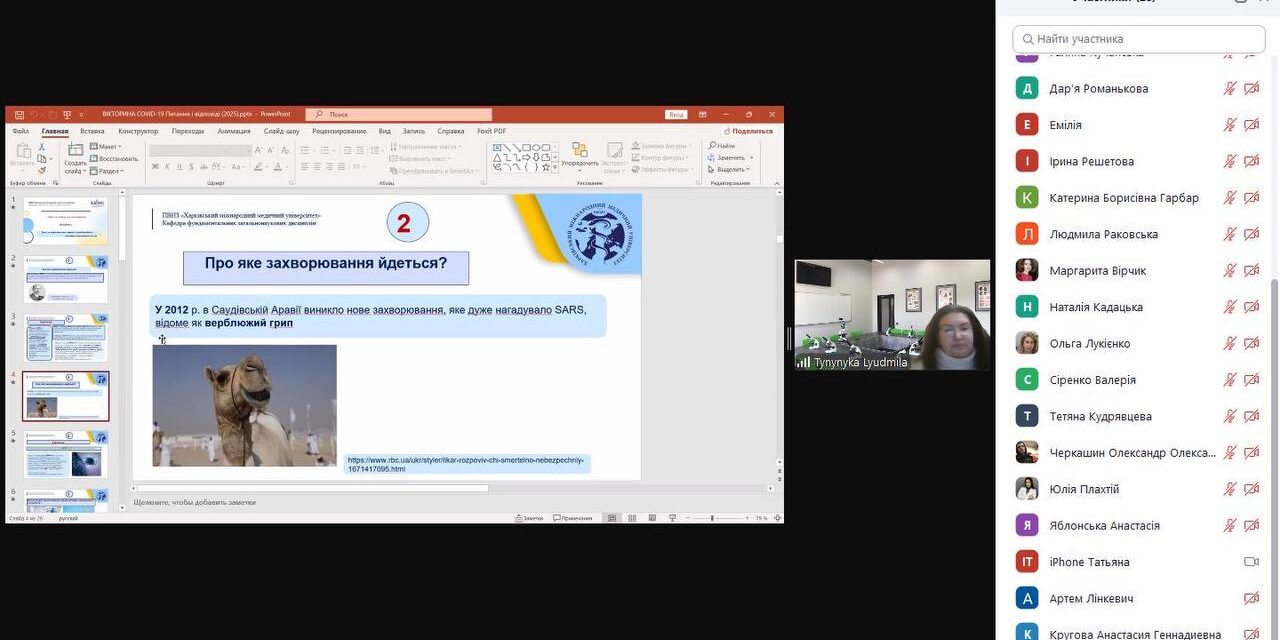 Найти участника
Дар'я Романькова
Емілія
Ірина Решетова
Катерина Борисівна Гарбар
Людмила Раковська
Маргарита Вірчик
Наталія Кадацька
Ольга Лукієнко
Сіренко Валерія
Тетяна Кудрявцева
Черкашин Олександр Олекса...
Юлія Плахтій
Яблонська Анастасія
iPhone Татьяна
Артем Лінкевич
Кругова Анастасия Геннадиевна
ВІКТОРИНА COVID-19 Питання і відповіді (2025).pptx - PowerPoint
Поиск
Вход
Файл Главная Вставка Конструктор Переходы Анимация Слайд-шоу Рецензирование Вид Запись Справка Foxit PDF
Поделиться
Вставить
Создать слайд
Макет
Восстановить
Раздел
Упорядочить
Найти
Заменить
Выделить
Буфер обмена
Слайды
Шрифт
Абзац
Рисование
Редактирование
ПВНЗ «Харківський міжнародний медичний університет»
Кафедра фундаментальних загальнонаукових дисциплін
2
Про яке захворювання йдеться?
У 2012 р. в Саудівській Аравії виникло нове захворювання, яке дуже нагадувало SARS,
відоме як верблюжий грип
https://www.rbc.ua/ukr/styler/likar-rozpoviv-chi-smertelno-nebezpechniy-
1671417095.html
Щелкните, чтобы добавить заметки
Слайд 4 из 26
русский
Заметки
Примечания
79 %
Tynynyka Lyudmila